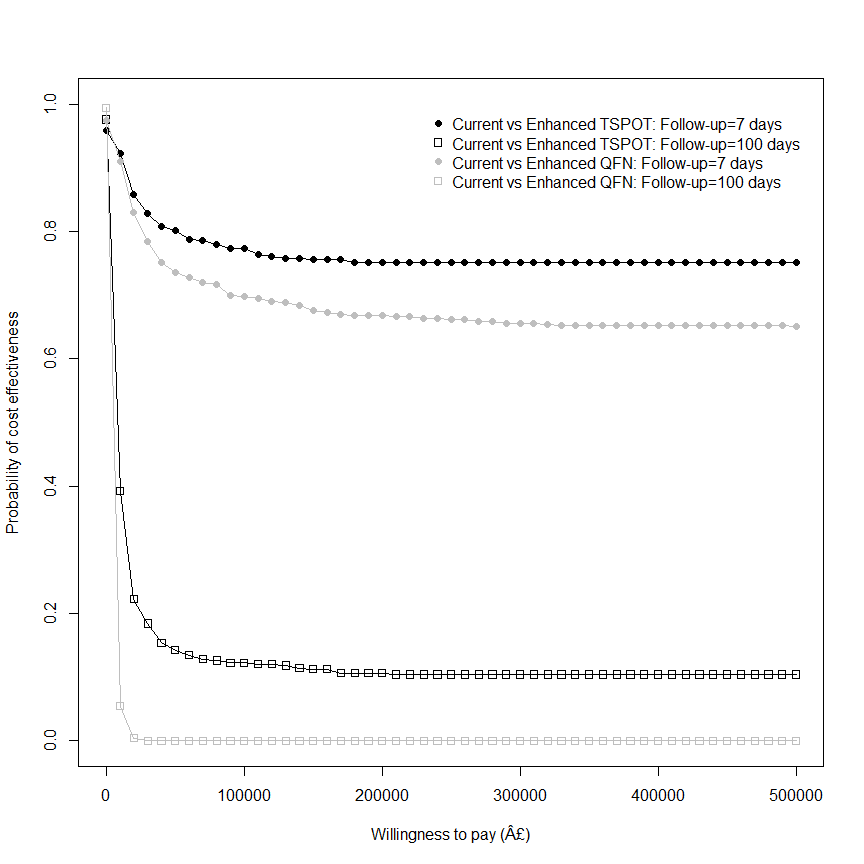 Current vs Enhanced TSPOT: Follow-up=7 days
Current vs Enhanced TSPOT: Follow-up=100 days
Current vs Enhanced QFN: Follow-up=7 days
Current vs Enhanced QFN: Follow-up=100 days
Probability of cost effectiveness
1.0
0.8
0.6
0.4
0.2
0.0
0
100000
200000
300000
400000
500000
Willingness to pay (Â£)